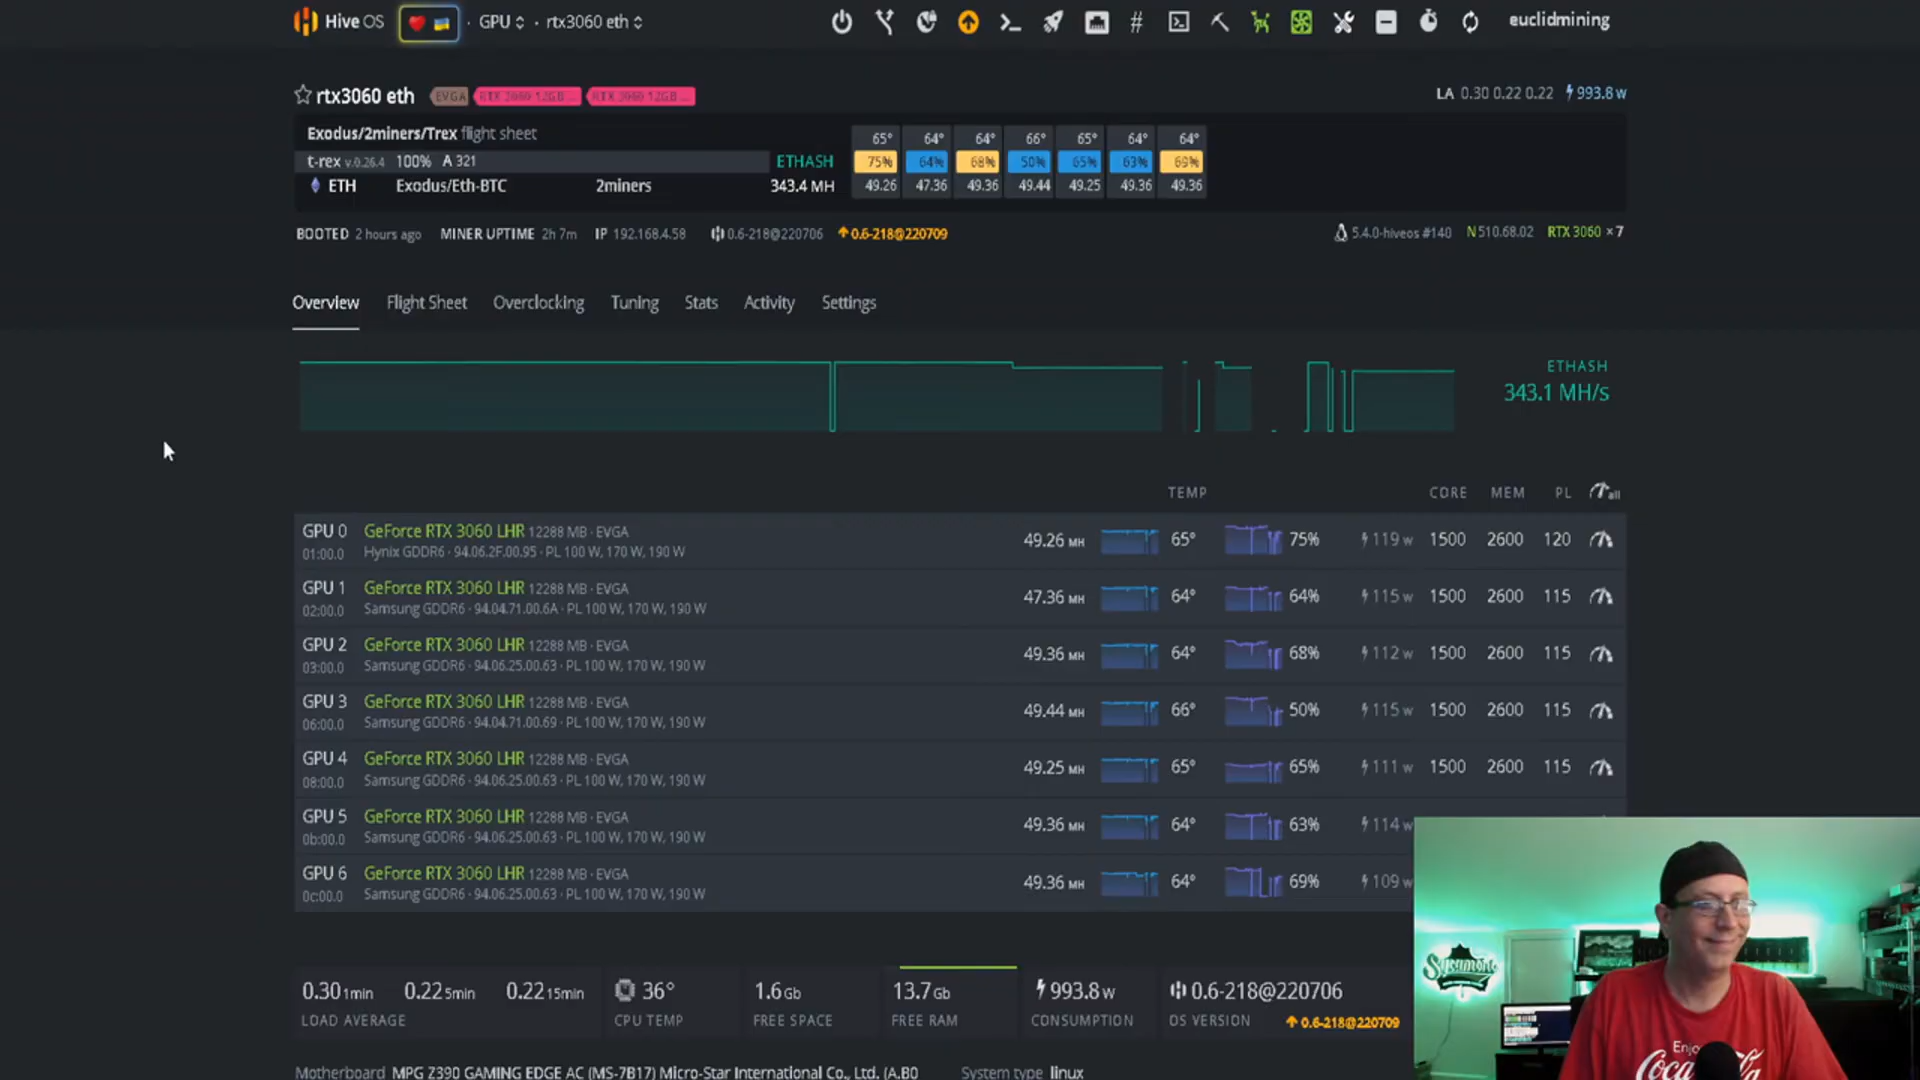 Hive OS GPU rtx3060 eth # euclidmining
rtx3060 eth EVGA LA 0.30 0.22 0.22 993.8 w
Exodus/2miners/Trex flight sheet 65° 64° 64° 66° 65° 64° 64°
t-rex v.0.26.4 100% A 321 ETHASH 75% 64% 68% 50% 65% 63% 69%
ETH Exodus/Eth-BTC 2miners 343.4 MH 49.26 47.36 49.36 49.44 49.25 49.36 49.36
BOOTED 2 hours ago MINER UPTIME 2h 7m IP 192.168.4.58 0.6-218@220706 0.6-218@220709 5.4.0-hiveos #140 N 510.68.02 RTX 3060 ×7
Overview Flight Sheet Overclocking Tuning Stats Activity Settings
ETHASH
343.1 MH/s
TEMP CORE MEM PL all
GPU 0 GeForce RTX 3060 LHR 12288 MB · EVGA 49.26 MH 65° 75% 119 w 1500 2600 120
01:00.0 Hynix GDDR6 · 94.06.2F.00.95 · PL 100 W, 170 W, 190 W
GPU 1 GeForce RTX 3060 LHR 12288 MB · EVGA 47.36 MH 64° 64% 115 w 1500 2600 115
02:00.0 Samsung GDDR6 · 94.04.71.00.6A · PL 100 W, 170 W, 190 W
GPU 2 GeForce RTX 3060 LHR 12288 MB · EVGA 49.36 MH 64° 68% 112 w 1500 2600 115
03:00.0 Samsung GDDR6 · 94.06.25.00.63 · PL 100 W, 170 W, 190 W
GPU 3 GeForce RTX 3060 LHR 12288 MB · EVGA 49.44 MH 66° 50% 115 w 1500 2600 115
06:00.0 Samsung GDDR6 · 94.04.71.00.69 · PL 100 W, 170 W, 190 W
GPU 4 GeForce RTX 3060 LHR 12288 MB · EVGA 49.25 MH 65° 65% 111 w 1500 2600 115
08:00.0 Samsung GDDR6 · 94.06.25.00.63 · PL 100 W, 170 W, 190 W
GPU 5 GeForce RTX 3060 LHR 12288 MB · EVGA 49.36 MH 64° 63% 114 w
0b:00.0 Samsung GDDR6 · 94.06.25.00.63 · PL 100 W, 170 W, 190 W
GPU 6 GeForce RTX 3060 LHR 12288 MB · EVGA 49.36 MH 64° 69% 109 w
0c:00.0 Samsung GDDR6 · 94.06.25.00.63 · PL 100 W, 170 W, 190 W
0.30 1min 0.22 5min 0.22 15min 36° 1.6 Gb 13.7 Gb 993.8 w 0.6-218@220706
LOAD AVERAGE CPU TEMP FREE SPACE FREE RAM CONSUMPTION OS VERSION 0.6-218@220709
Motherboard MPG Z390 GAMING EDGE AC (MS-7B17) Micro-Star International Co., Ltd. (A.B0 System type linux
Enjoy
Coca-Cola